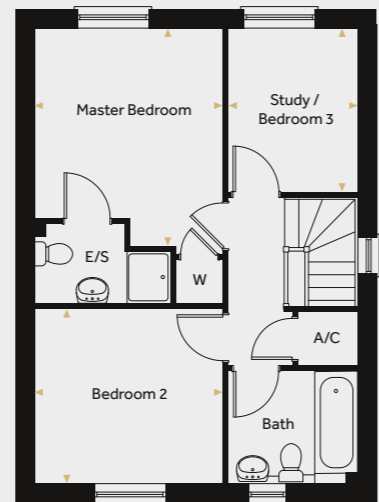 Master Bedroom
Study /
Bedroom 3
E/S
W
A/C
Bedroom 2
Bath